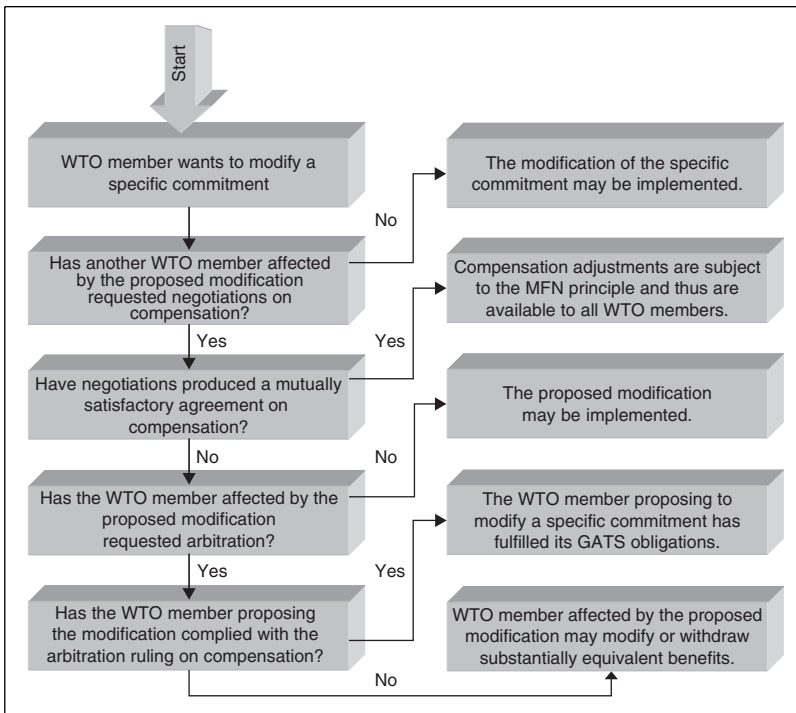 Start
WTO member wants to modify a
specific commitment
No
The modification of the specific
commitment may be implemented.
Has another WTO member affected
by the proposed modification
requested negotiations on
compensation?
Yes
Yes
Compensation adjustments are subject
to the MFN principle and thus are
available to all WTO members.
Have negotiations produced a mutually
satisfactory agreement on
compensation?
No
No
The proposed modification
may be implemented.
Has the WTO member affected by the
proposed modification
requested arbitration?
Yes
Yes
The WTO member proposing to
modify a specific commitment has
fulfilled its GATS obligations.
Has the WTO member proposing
the modification complied with the
arbitration ruling on compensation?
No
WTO member affected by the proposed
modification may modify or withdraw
substantially equivalent benefits.